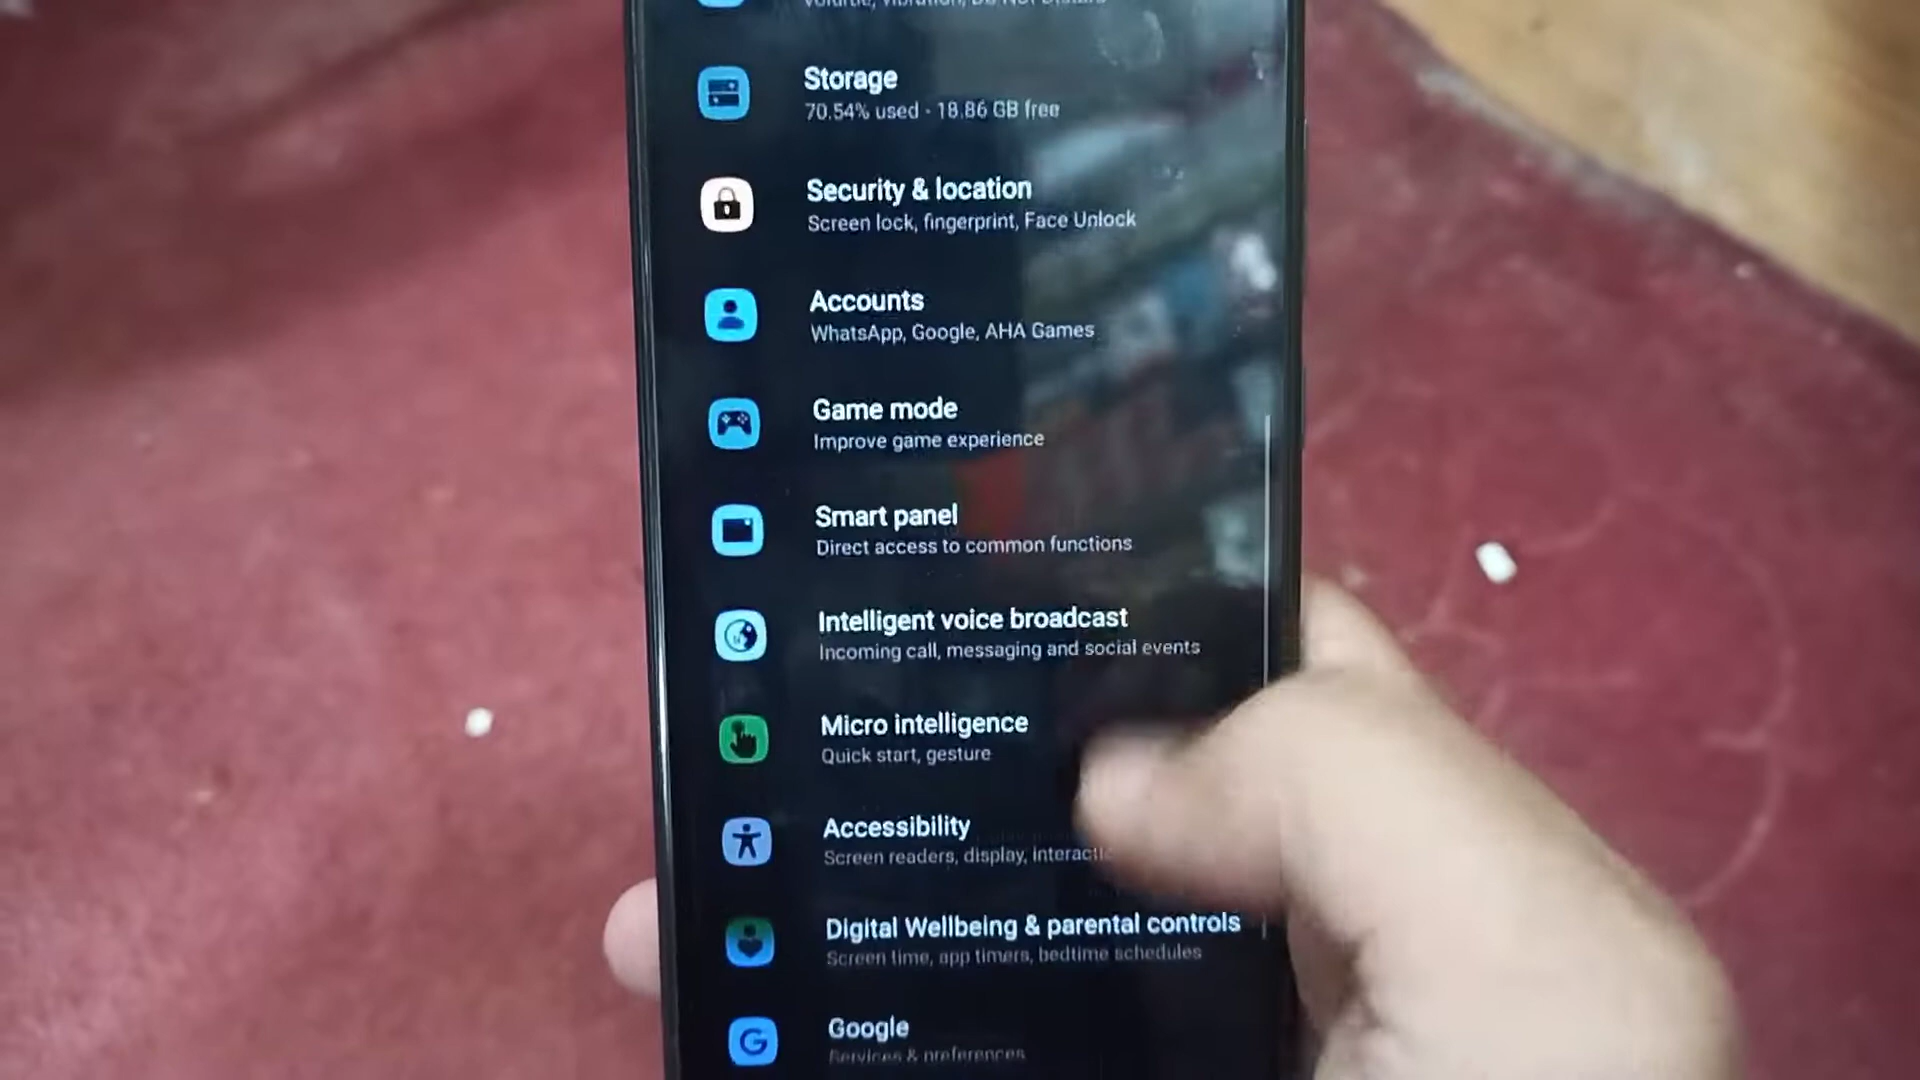 Storage
70.54% used - 18.86 GB free
Security & location
Screen lock, fingerprint, Face Unlock
Accounts
WhatsApp, Google, AHA Games
Game mode
Improve game experience
Smart panel
Direct access to common functions
Intelligent voice broadcast
Incoming call, messaging and social events
Micro intelligence
Quick start, gesture
Accessibility
Screen readers, display,
Digital Wellbeing & parental controls
Screen time, app timers, bedtime schedules
Google
Services & preferences